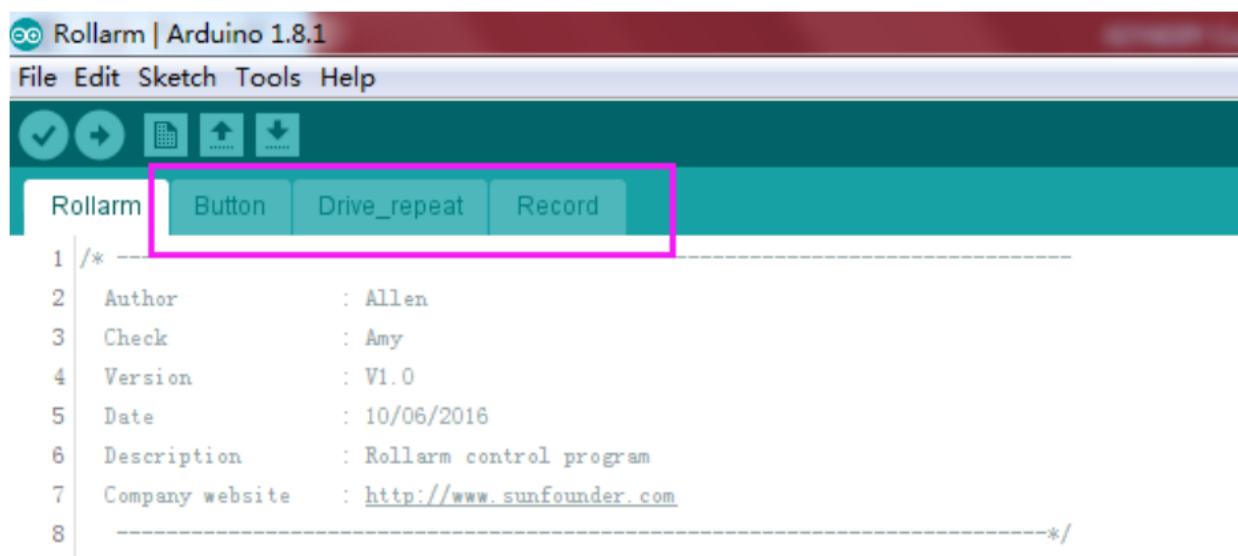 Rollarm | Arduino 1.8.1
File Edit Sketch Tools Help
Rollarm Button Drive_repeat Record
1 /* -----------------------------------------------------------------------
2 Author : Allen
3 Check : Amy
4 Version : V1.0
5 Date : 10/06/2016
6 Description : Rollarm control program
7 Company website : http://www.sunfounder.com
8 -----------------------------------------------------------------------*/